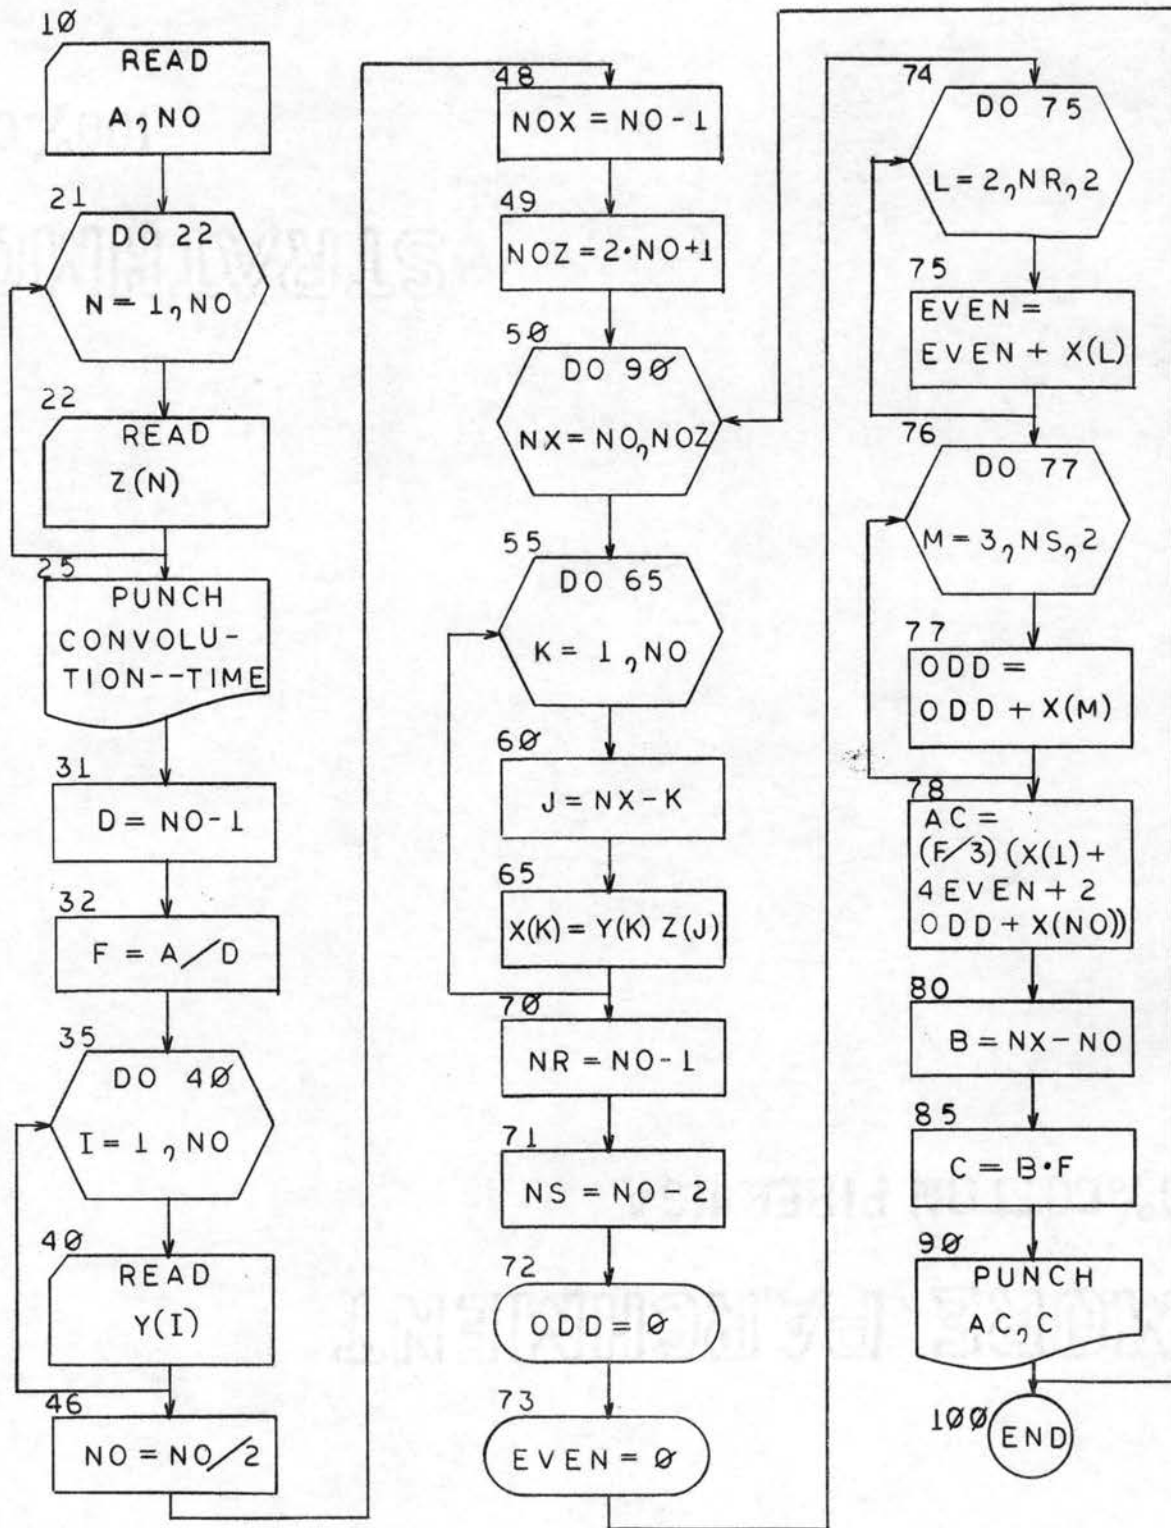 10
READ
A,NO
21
DO 22
N = 1,NO
22
READ
Z(N)
25
PUNCH
CONVOLU-
TION--TIME
31
D = NO-1
32
F = A/D
35
DO 40
I = 1,NO
40
READ
Y(I)
46
NO = NO/2
48
NOX = NO-1
49
NOZ = 2·NO+1
50
DO 90
NX = NO,NOZ
55
DO 65
K = 1,NO
60
J = NX-K
65
X(K) = Y(K) Z(J)
70
NR = NO-1
71
NS = NO-2
72
ODD = 0
73
EVEN = 0
74
DO 75
L = 2,NR,2
75
EVEN =
EVEN + X(L)
76
DO 77
M = 3,NS,2
77
ODD =
ODD + X(M)
78
AC =
(F/3) (X(1) +
4 EVEN + 2
ODD + X(NO))
80
B = NX-NO
85
C = B·F
90
PUNCH
AC,C
100
END